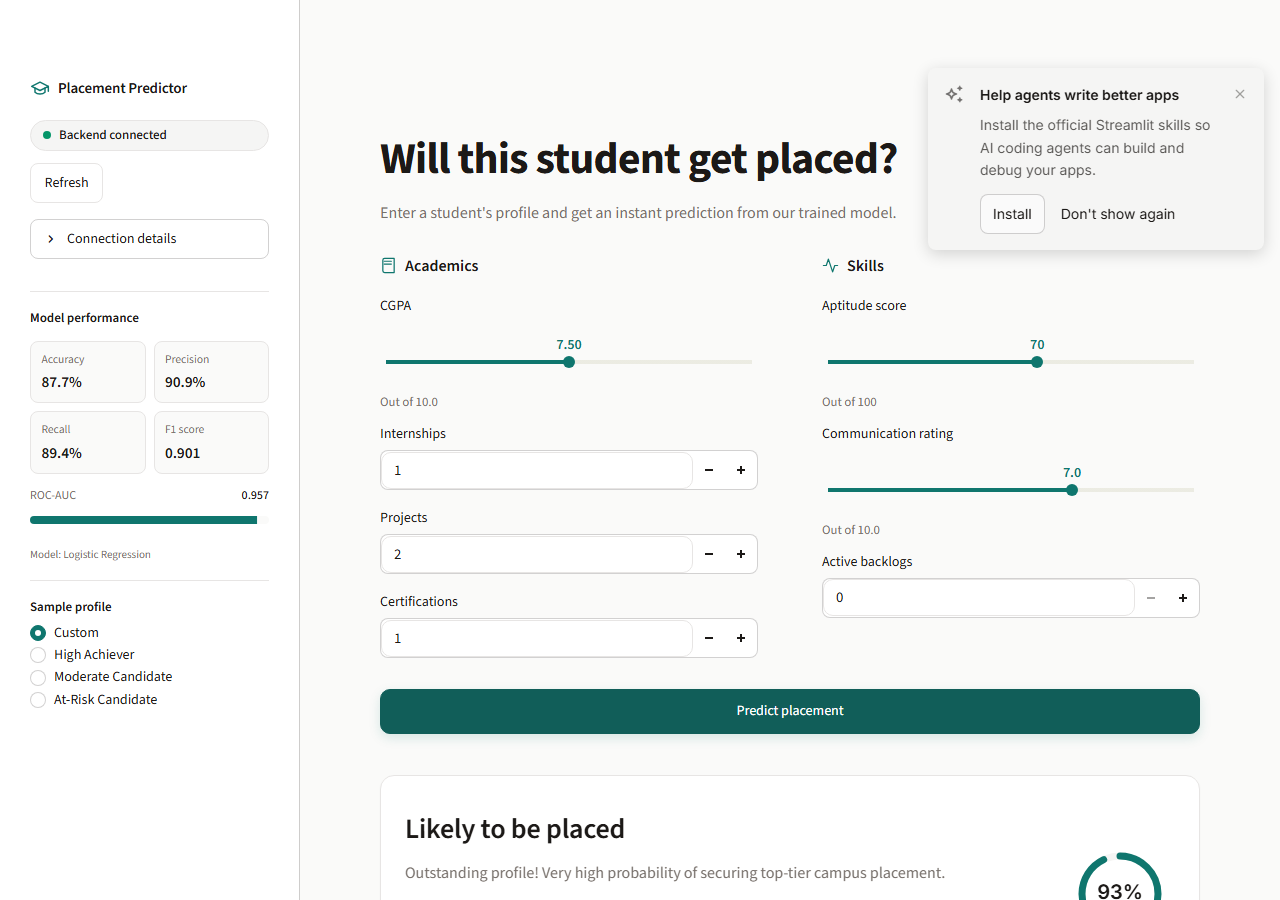 Placement Predictor
Backend connected
Refresh
Connection details
Model performance
Accuracy
87.7%
Precision
90.9%
Recall
89.4%
F1 score
0.901
ROC-AUC
0.957
Model: Logistic Regression
Sample profile
Custom
High Achiever
Moderate Candidate
At-Risk Candidate
Help agents write better apps
Install the official Streamlit skills so
AI coding agents can build and
debug your apps.
Install
Don't show again
Will this student get placed?
Enter a student's profile and get an instant prediction from our trained model.
Academics
CGPA
7.50
Out of 10.0
Internships
1
Projects
2
Certifications
1
Skills
Aptitude score
70
Out of 100
Communication rating
7.0
Out of 10.0
Active backlogs
0
Predict placement
Likely to be placed
Outstanding profile! Very high probability of securing top-tier campus placement.
93%